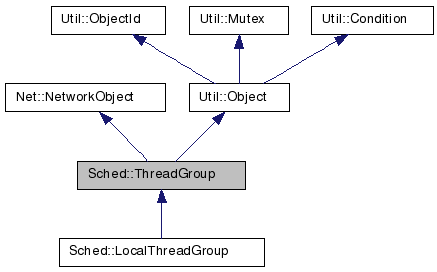 Util::ObjectId
Util::Mutex
Util::Condition
Net::NetworkObject
Util::Object
Sched::ThreadGroup
Sched::LocalThreadGroup